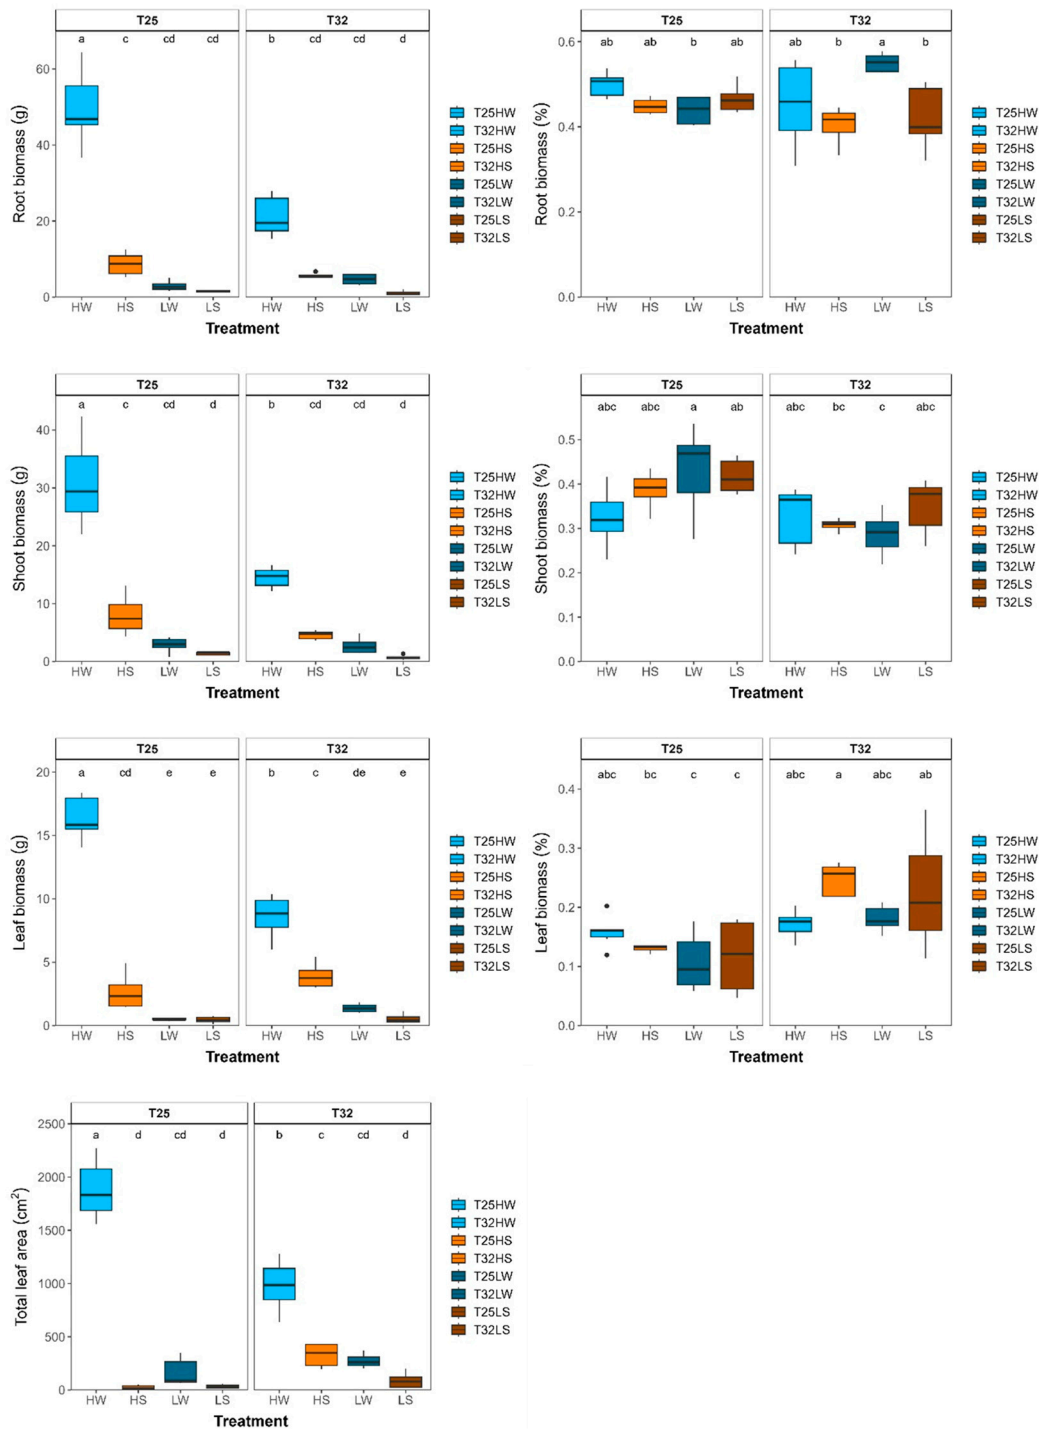 T25 T32
a c cd cd b cd cd d
Root biomass (g)
60
40
20
0
HW HS LW LS HW HS LW LS
Treatment
T25HW
T32HW
T25HS
T32HS
T25LW
T32LW
T25LS
T32LS
T25 T32
ab ab b ab ab b a b
Root biomass (%)
0.6
0.4
0.2
0.0
HW HS LW LS HW HS LW LS
Treatment
T25HW
T32HW
T25HS
T32HS
T25LW
T32LW
T25LS
T32LS
T25 T32
a c cd d b cd cd d
Shoot biomass (g)
40
30
20
10
0
HW HS LW LS HW HS LW LS
Treatment
T25HW
T32HW
T25HS
T32HS
T25LW
T32LW
T25LS
T32LS
T25 T32
abc abc a ab abc bc c abc
Shoot biomass (%)
0.5
0.4
0.3
0.2
0.1
0.0
HW HS LW LS HW HS LW LS
Treatment
T25HW
T32HW
T25HS
T32HS
T25LW
T32LW
T25LS
T32LS
T25 T32
a cd e e b c de e
Leaf biomass (g)
20
15
10
5
0
HW HS LW LS HW HS LW LS
Treatment
T25HW
T32HW
T25HS
T32HS
T25LW
T32LW
T25LS
T32LS
T25 T32
abc bc c c abc a abc ab
Leaf biomass (%)
0.4
0.3
0.2
0.1
0.0
HW HS LW LS HW HS LW LS
Treatment
T25HW
T32HW
T25HS
T32HS
T25LW
T32LW
T25LS
T32LS
T25 T32
a d cd d b c cd d
Total leaf area (cm²)
2500
2000
1500
1000
500
0
HW HS LW LS HW HS LW LS
Treatment
T25HW
T32HW
T25HS
T32HS
T25LW
T32LW
T25LS
T32LS